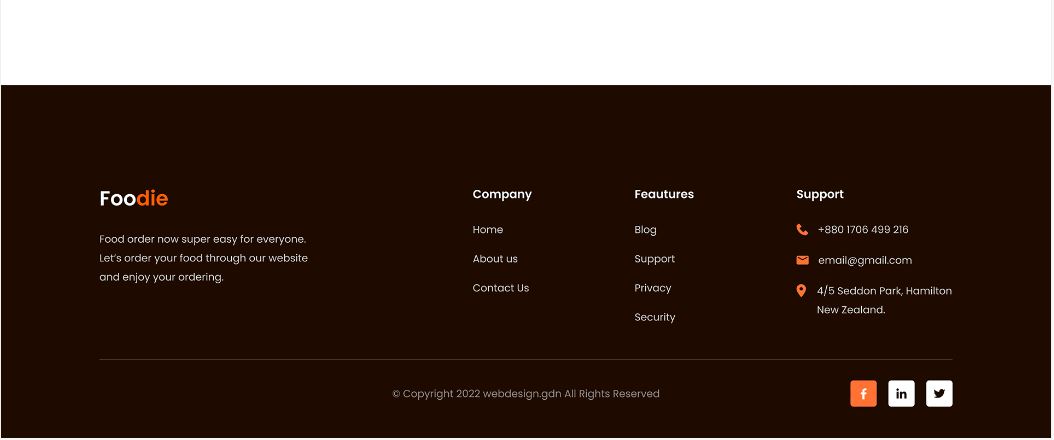 Foodie
Food order now super easy for everyone.
Let's order your food through our website
and enjoy your ordering.
Company
Home
About us
Contact Us
Feautures
Blog
Support
Privacy
Security
Support
+880 1706 499 216
email@gmail.com
4/5 Seddon Park, Hamilton
New Zealand.
© Copyright 2022 webdesign.gdn All Rights Reserved
f
in